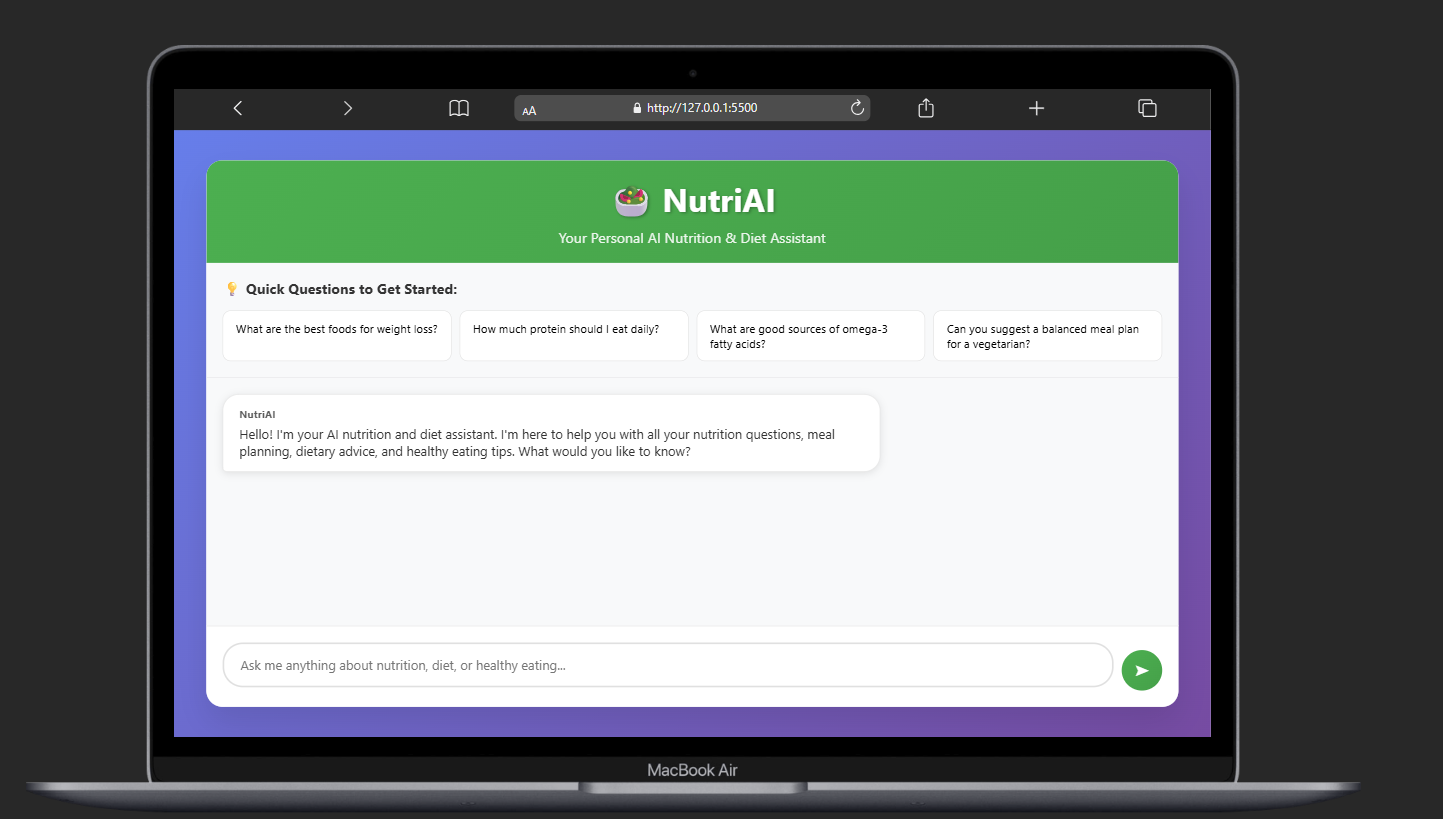 AA
http://127.0.0.1:5500
NutriAI
Your Personal AI Nutrition & Diet Assistant
Quick Questions to Get Started:
What are the best foods for weight loss?
How much protein should I eat daily?
What are good sources of omega-3
fatty acids?
Can you suggest a balanced meal plan
for a vegetarian?
NutriAI
Hello! I'm your AI nutrition and diet assistant. I'm here to help you with all your nutrition questions, meal
planning, dietary advice, and healthy eating tips. What would you like to know?
Ask me anything about nutrition, diet, or healthy eating...
MacBook Air